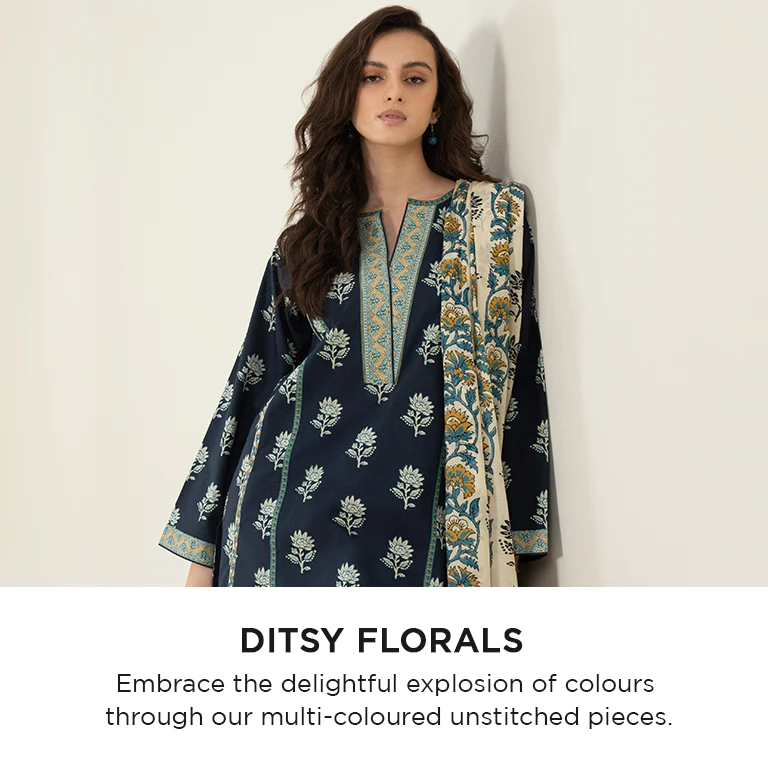 DITSY FLORALS
Embrace the delightful explosion of colours
through our multi-coloured unstitched pieces.